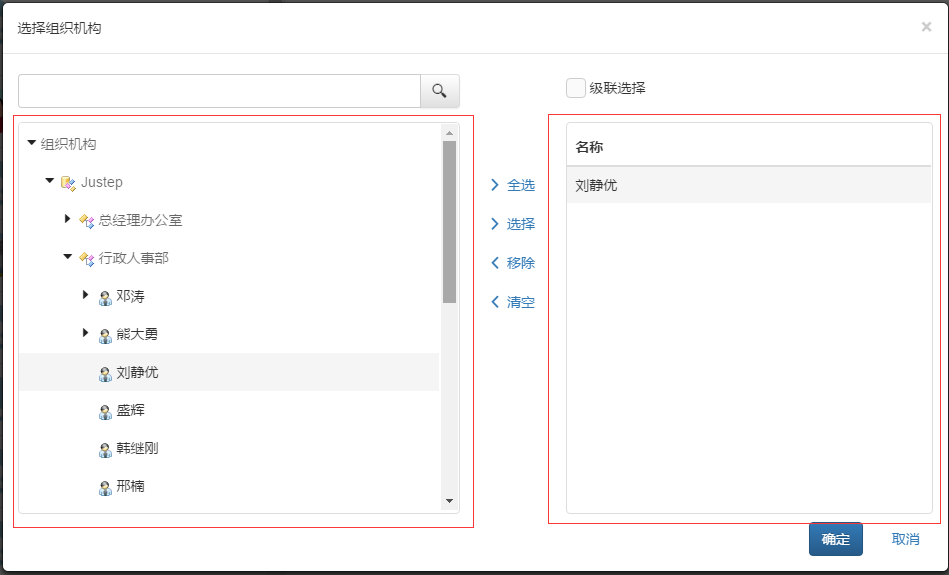 选择组织机构
×
级联选择
组织机构
Justep
总经理办公室
行政人事部
邓涛
熊大勇
刘静优
盛辉
韩继刚
邢楠
全选
选择
移除
清空
名称
刘静优
确定
取消